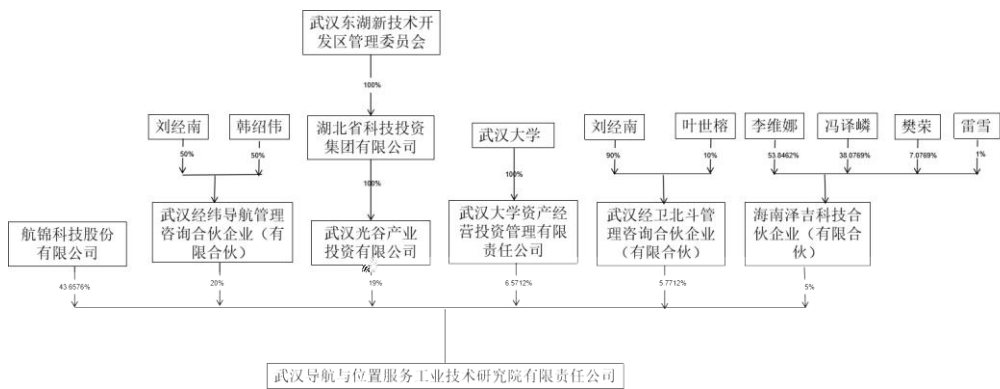 武汉东湖新技术开
发区管理委员会
100%
刘经南
韩绍伟
湖北省科技投资
集团有限公司
武汉大学
刘经南
叶世榕
李维娜
冯译嶙
樊荣
雷雪
50%
50%
100%
100%
90%
10%
53.8462%
38.0769%
7.0769%
1%
航锦科技股份
有限公司
武汉经纬导航管理
咨询合伙企业（有
限合伙）
武汉光谷产业
投资有限公司
武汉大学资产经
营投资管理有限
责任公司
武汉经卫北斗管
理咨询合伙企业
（有限合伙）
海南泽吉科技合
伙企业（有限合伙
）
43.6576%
20%
19%
6.5712%
5.7712%
5%
武汉导航与位置服务工业技术研究院有限责任公司